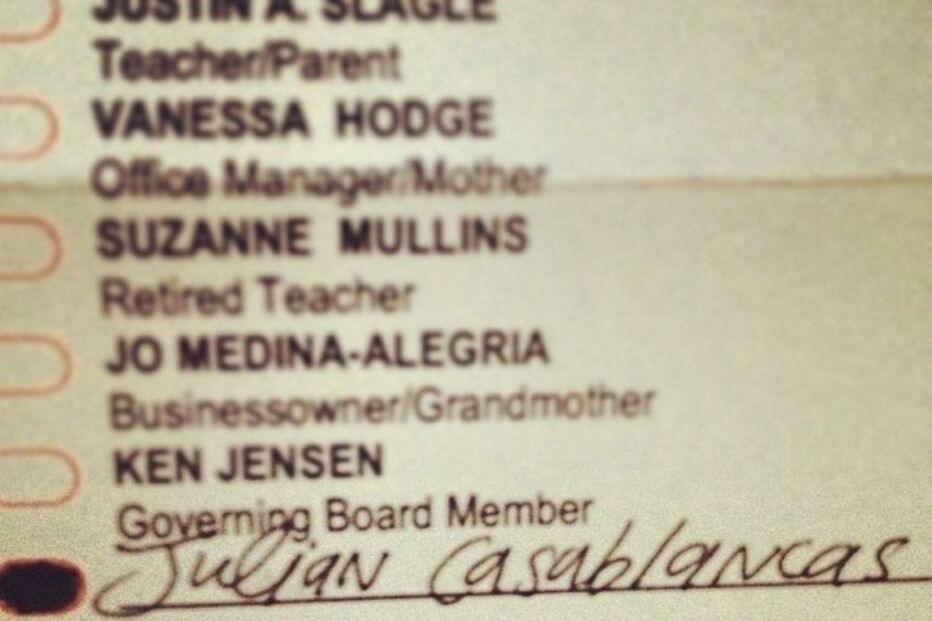 JUSTIN A. SLAGLE
Teacher/Parent
VANESSA HODGE
Office Manager/Mother
SUZANNE MULLINS
Retired Teacher
JO MEDINA-ALEGRIA
Businessowner/Grandmother
KEN JENSEN
Governing Board Member
Julian Casablancas